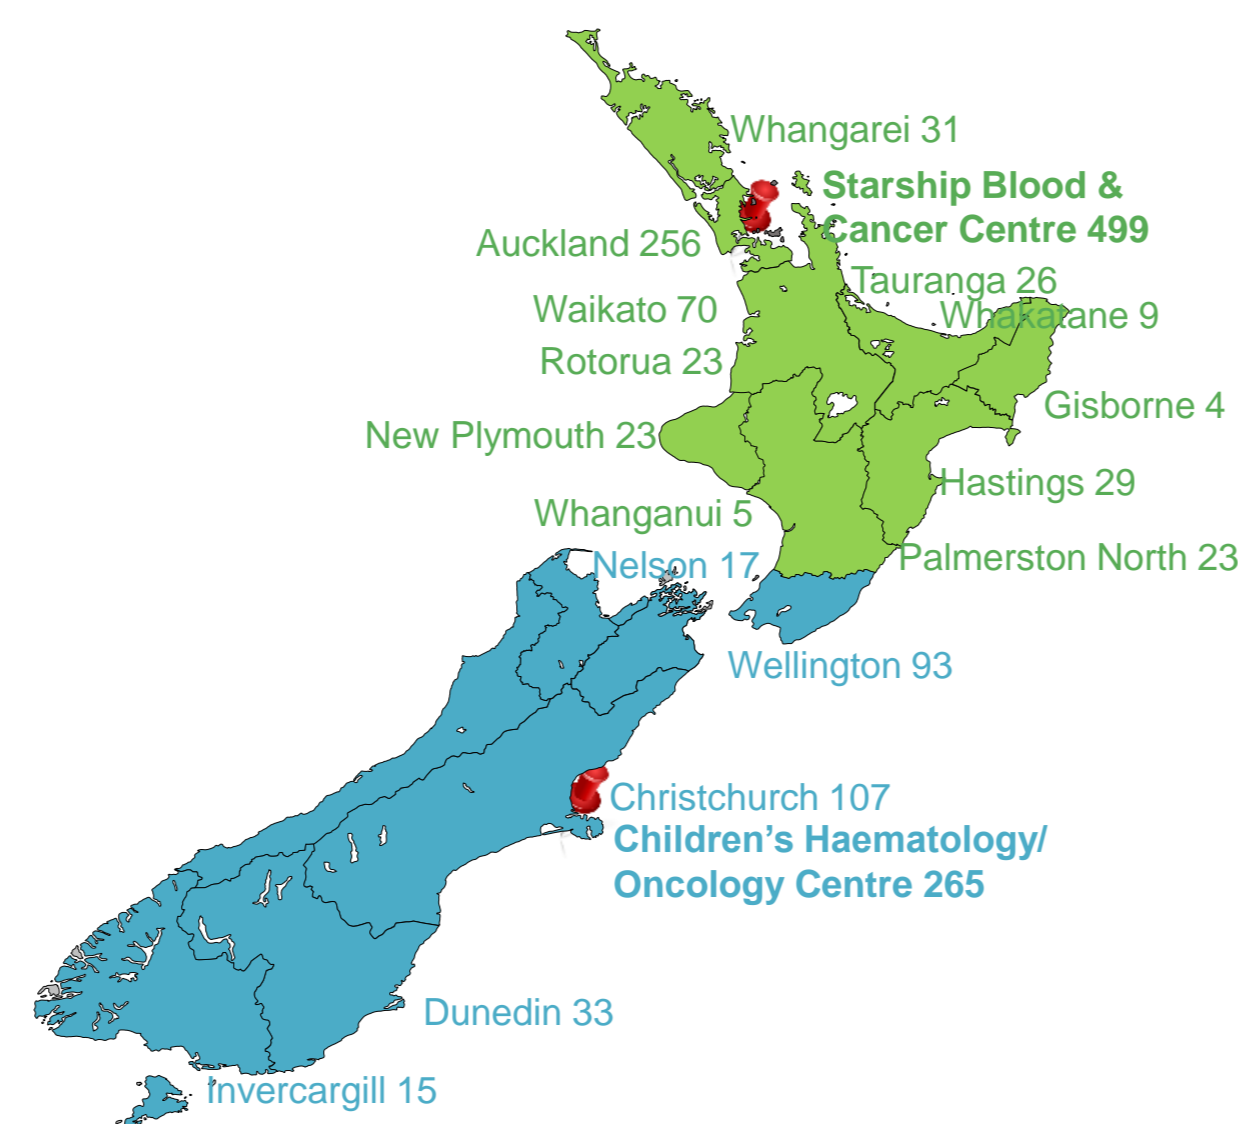 Whangarei 31
Starship Blood &
Cancer Centre 499
Auckland 256
Tauranga 26
Waikato 70
Whakatane 9
Rotorua 23
Gisborne 4
New Plymouth 23
Hastings 29
Whanganui 5
Palmerston North 23
Nelson 17
Wellington 93
Christchurch 107
Children’s Haematology/
Oncology Centre 265
Dunedin 33
Invercargill 15